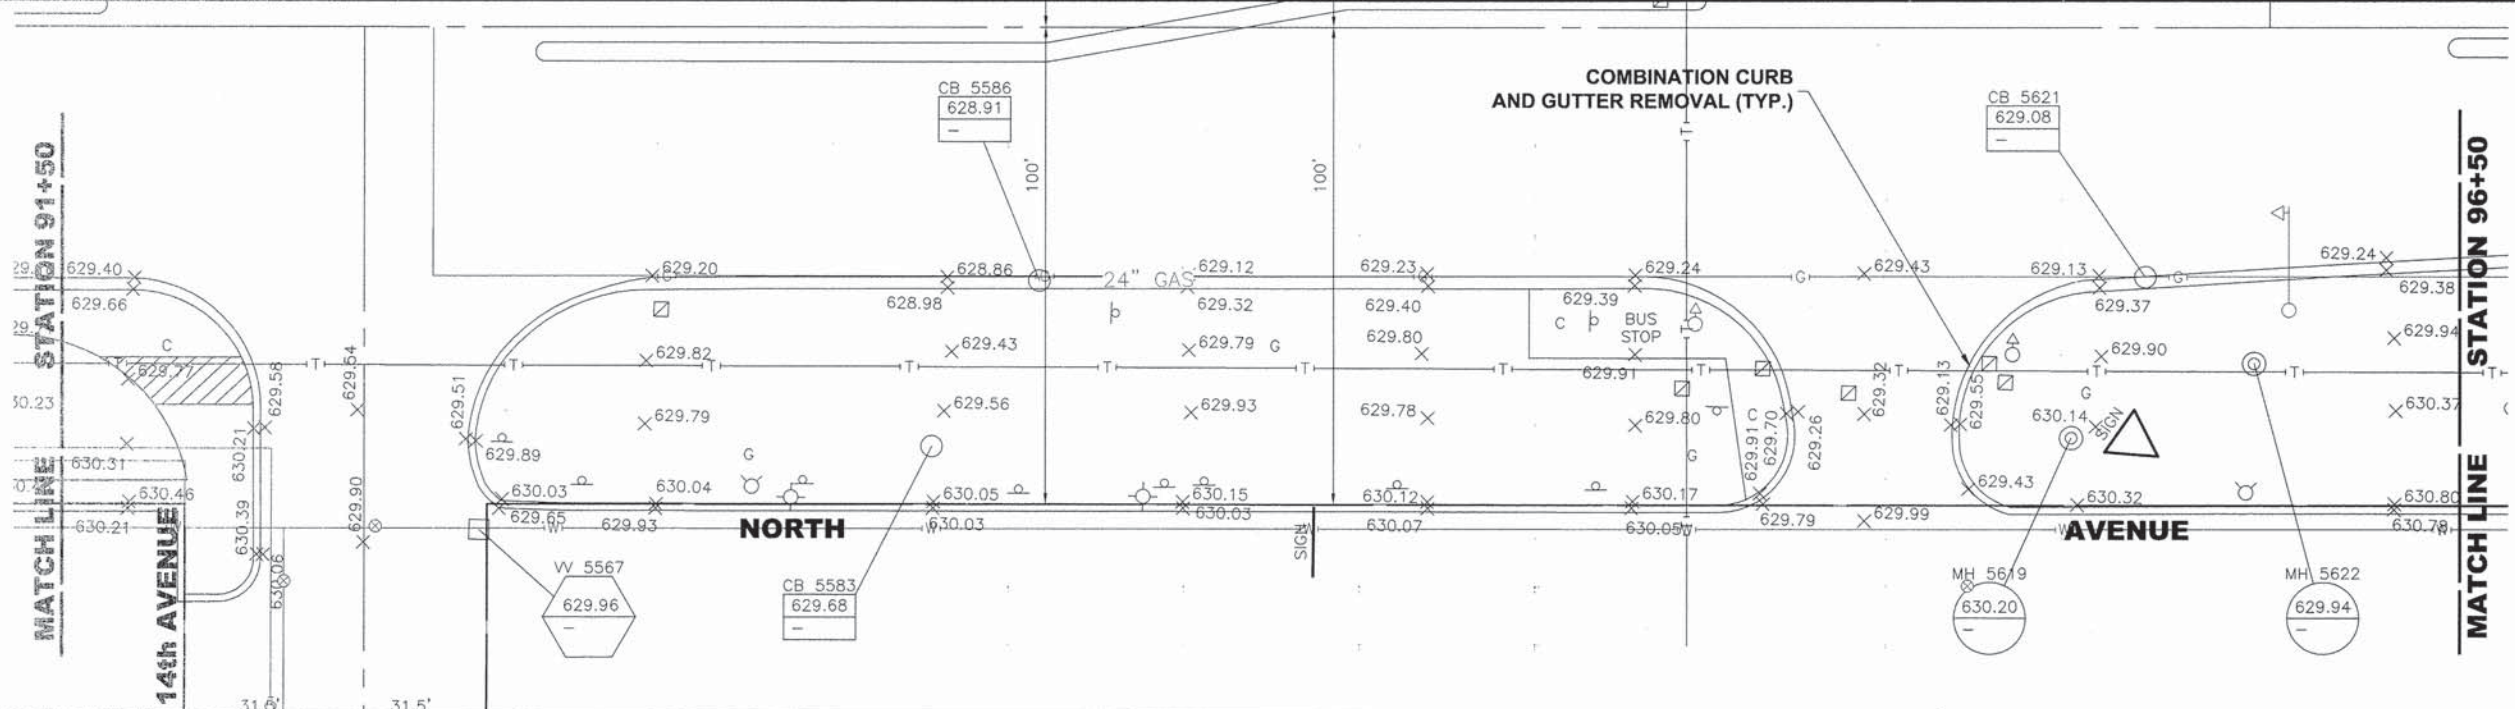 COMBINATION CURB
AND GUTTER REMOVAL (TYP.)
CB 5586
628.91
–
CB 5621
629.08
–
100'
100'
MATCH LINE STATION 91+50
MATCH LINE STATION 96+50
629.40
629.20
628.86
24" GAS
629.12
629.23
629.24
G
629.43
629.13
G
629.24
629.66
628.98
629.32
629.40
629.39
629.37
629.38
C
629.77
629.58
629.54
629.82
629.43
629.79
G
629.80
C
BUS
STOP
629.91
629.90
629.94
T
T
T
T
T
T
T
T
T
T
T
T
629.51
629.79
629.56
629.93
629.78
629.80
C
629.91
629.70
629.26
629.32
629.13
629.55
G
630.14
SIGN
630.37
630.23
630.31
630.21
629.89
G
G
630.46
630.03
630.04
630.05
630.15
630.12
630.17
629.43
630.32
630.80
630.21
630.39
630.06
629.90
629.65
629.93
630.03
630.03
630.07
630.05
629.79
629.99
630.78
W
W
W
W
NORTH
AVENUE
SIGN
14th AVENUE
VV 5567
629.96
–
CB 5583
629.68
–
MH 5619
630.20
–
MH 5622
629.94
–
31.5'